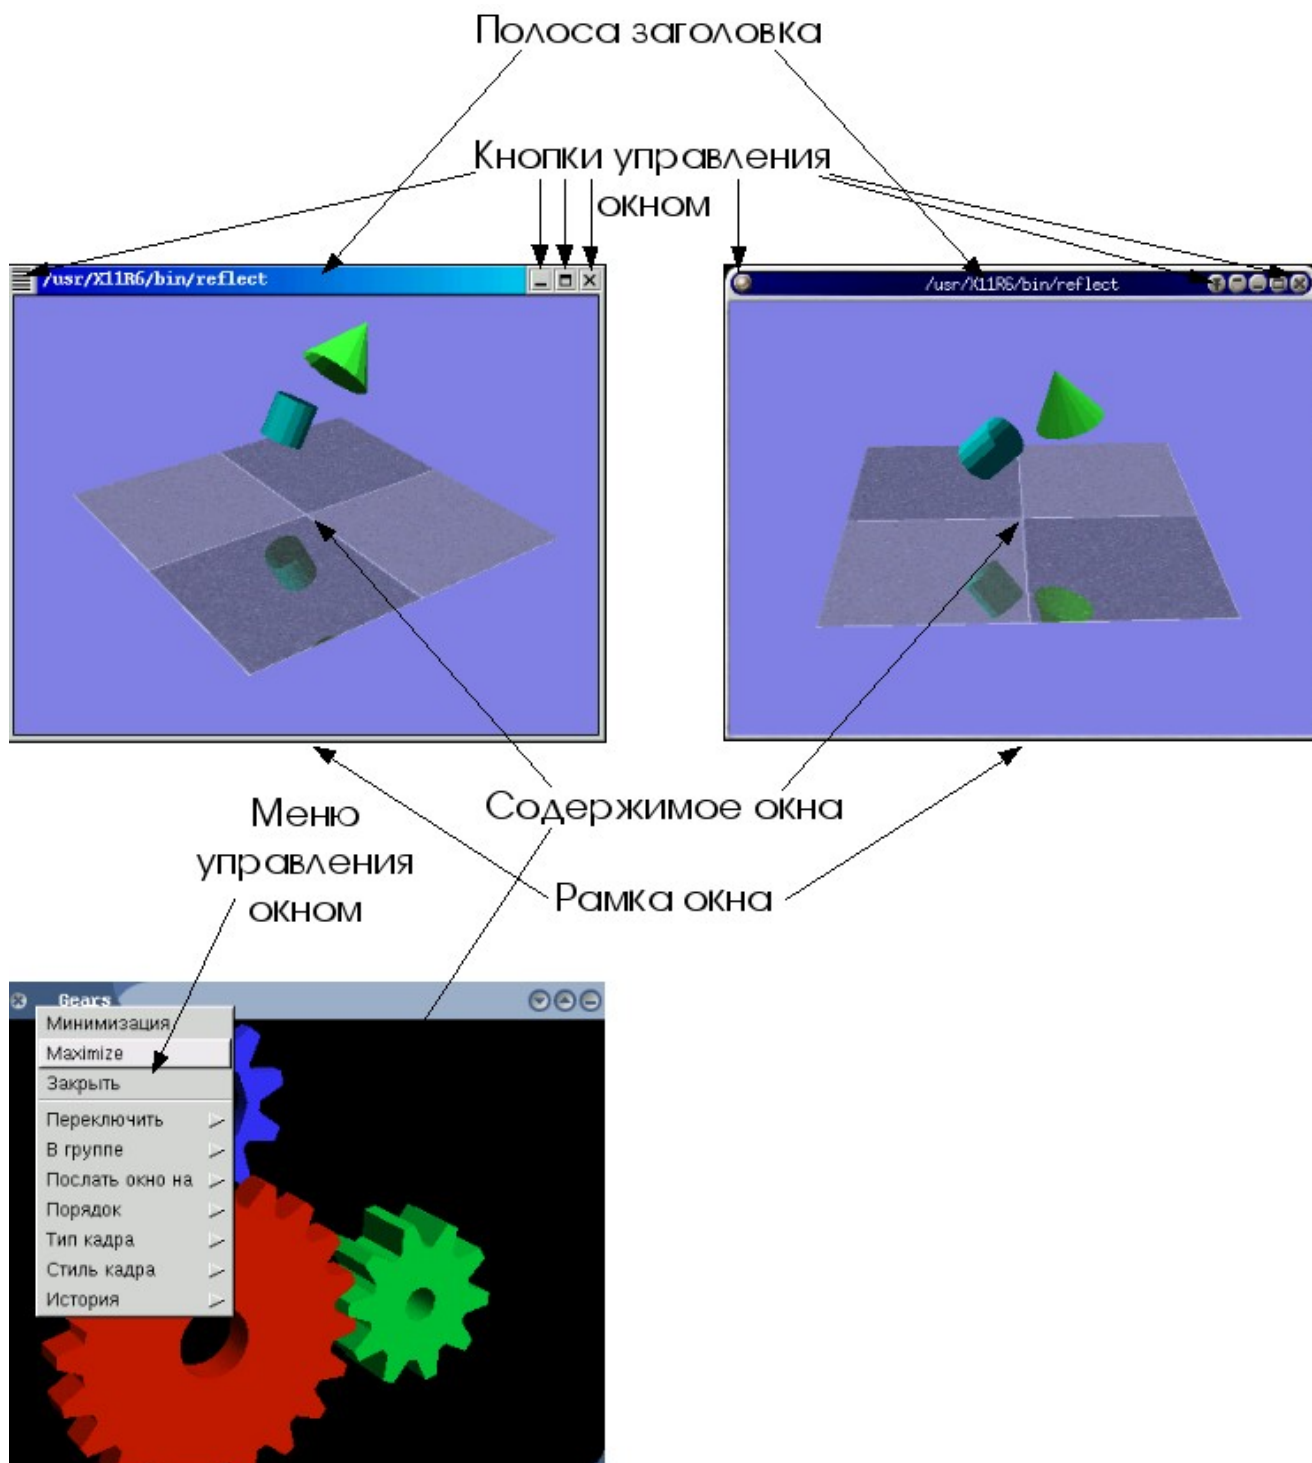 Полоса заголовка
Кнопки управления
окном
/usr/X11R6/bin/reflect
/usr/X11R6/bin/reflect
Меню
управления
окном
Содержимое окна
Рамка окна
Gears
Минимизация
Maximize
Закрыть
Переключить
В группе
Послать окно на
Порядок
Тип кадра
Стиль кадра
История